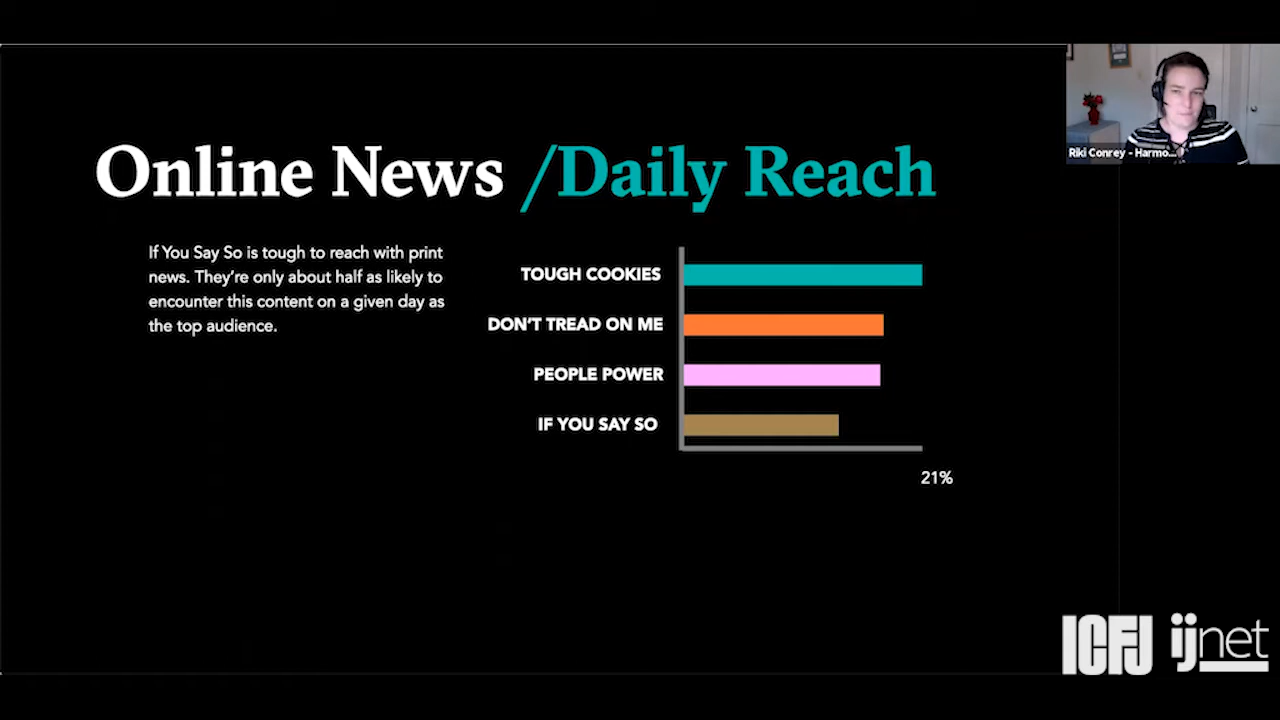 Online News /Daily Reach
If You Say So is tough to reach with print
news. They're only about half as likely to
encounter this content on a given day as
the top audience.
TOUGH COOKIES
DON'T TREAD ON ME
PEOPLE POWER
IF YOU SAY SO
21%
Riki Conrey - Harmo...
ICFJ ijnet